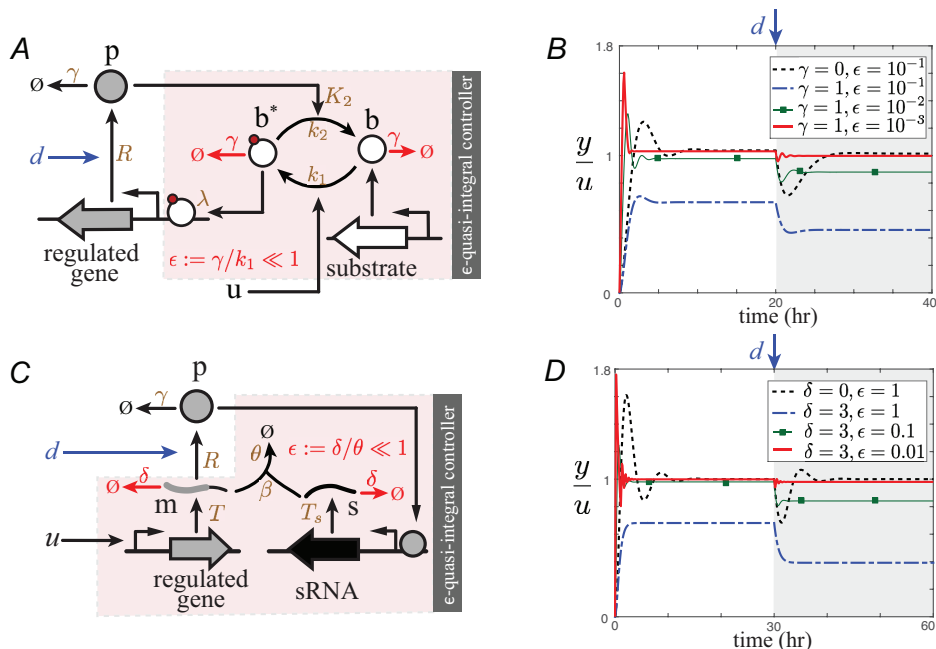 A
p
ø
γ
d
R
K₂
b*
b
k₂
ø
γ
γ
ø
k₁
λ
regulated
gene
ϵ := γ/k₁ ≪ 1
substrate
u
ϵ-quasi-integral controller
B
d
1.8
γ = 0, ϵ = 10⁻¹
γ = 1, ϵ = 10⁻¹
γ = 1, ϵ = 10⁻²
γ = 1, ϵ = 10⁻³
y
u
1
0
0
20
40
time (hr)
C
p
ø
γ
d
R
ø
θ
ϵ := δ/θ ≪ 1
ø
δ
m
β
δ
ø
T
Tₛ
s
u
regulated
gene
sRNA
ϵ-quasi-integral controller
D
d
1.8
δ = 0, ϵ = 1
δ = 3, ϵ = 1
δ = 3, ϵ = 0.1
δ = 3, ϵ = 0.01
y
u
1
0
0
30
60
time (hr)